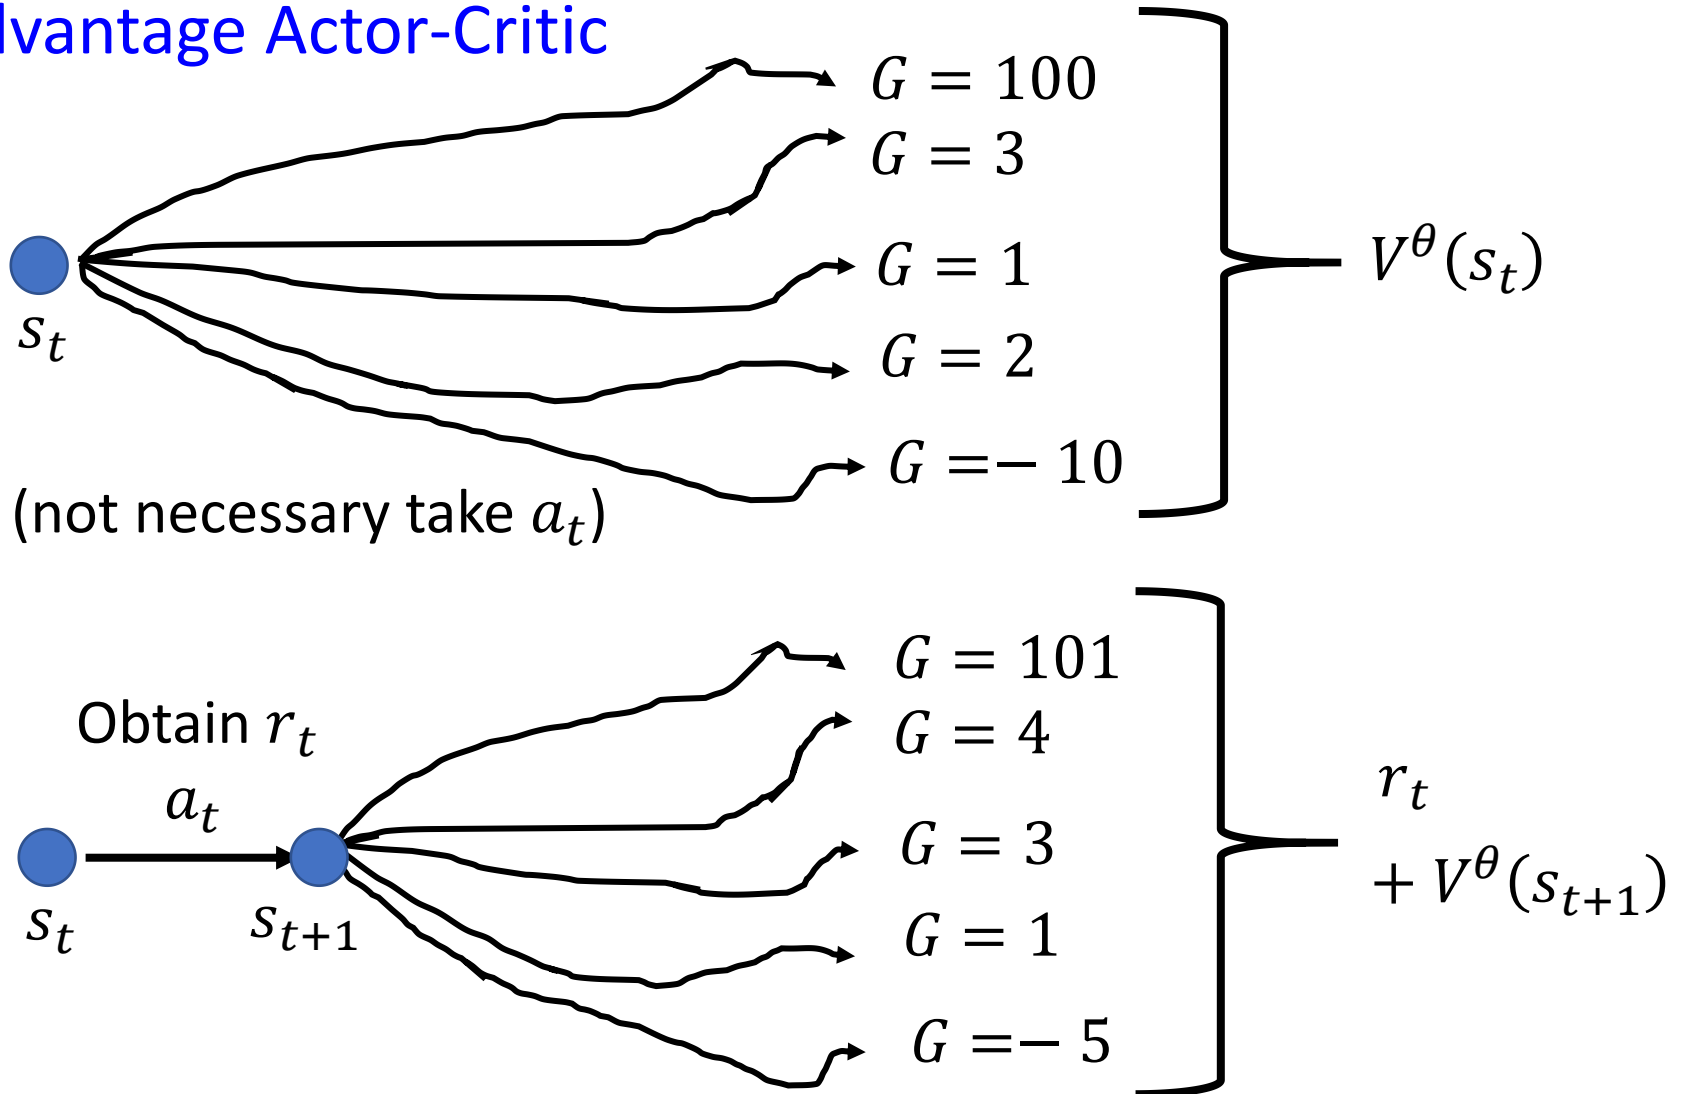 dvantage Actor-Critic
G = 100
G = 3
G = 1
G = 2
G =− 10
V^θ(s_t)
s_t
(not necessary take a_t)
G = 101
G = 4
G = 3
G = 1
G =− 5
Obtain r_t
a_t
s_t
s_{t+1}
r_t
+ V^θ(s_{t+1})